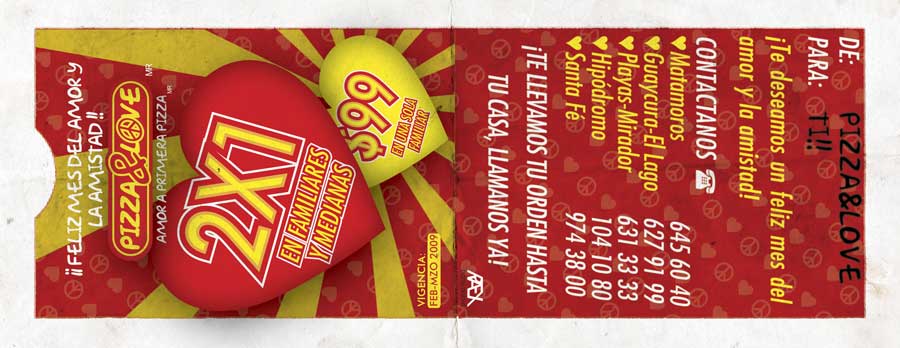 ¡¡FELIZ MES DEL AMOR Y
LA AMISTAD!!
PIZZA&LOVE
MR
AMOR A PRIMERA PIZZA
MR
2X1
EN FAMILIARES
Y MEDIANAS
$99
EN UNA SOLA
FAMILIAR
VIGENCIA:
FEB-MZO 2009
DE: PIZZA&LOVE
PARA: TI!!
¡Te deseamos un feliz mes del
amor y la amistad!
CONTACTANOS ☎
♥ Matamoros 645 60 40
♥ Guaycura-El Lago 627 91 99
♥ Playas-Mirador 631 33 33
♥ Hipódromo 104 10 80
♥ Santa Fé 974 38 00
¡TE LLEVAMOS TU ORDEN HASTA
TU CASA, LLAMANOS YA!